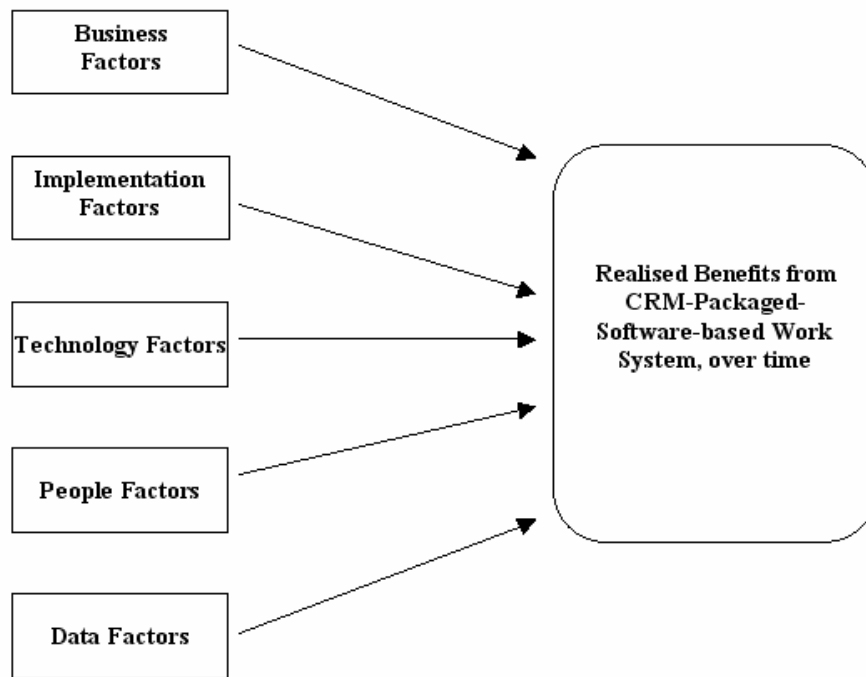 Business
Factors
Implementation
Factors
Technology Factors
People Factors
Data Factors
Realised Benefits from
CRM-Packaged-
Software-based Work
System, over time